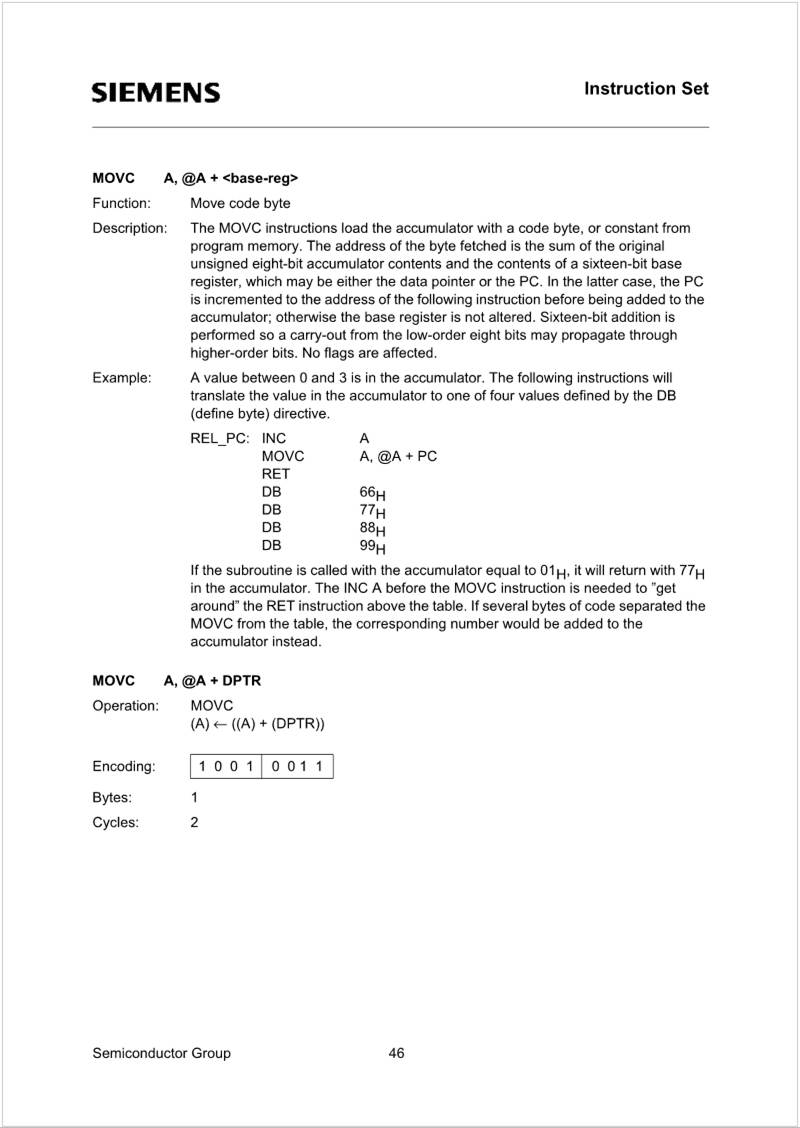 SIEMENS
Instruction Set
MOVC A, @A + <base-reg>
Function: Move code byte
Description: The MOVC instructions load the accumulator with a code byte, or constant from
program memory. The address of the byte fetched is the sum of the original
unsigned eight-bit accumulator contents and the contents of a sixteen-bit base
register, which may be either the data pointer or the PC. In the latter case, the PC
is incremented to the address of the following instruction before being added to the
accumulator; otherwise the base register is not altered. Sixteen-bit addition is
performed so a carry-out from the low-order eight bits may propagate through
higher-order bits. No flags are affected.
Example: A value between 0 and 3 is in the accumulator. The following instructions will
translate the value in the accumulator to one of four values defined by the DB
(define byte) directive.
REL_PC: INC A
MOVC A, @A + PC
RET
DB 66H
DB 77H
DB 88H
DB 99H
If the subroutine is called with the accumulator equal to 01H, it will return with 77H
in the accumulator. The INC A before the MOVC instruction is needed to ”get
around” the RET instruction above the table. If several bytes of code separated the
MOVC from the table, the corresponding number would be added to the
accumulator instead.
MOVC A, @A + DPTR
Operation: MOVC
(A) ← ((A) + (DPTR))
Encoding: 1 0 0 1 0 0 1 1
Bytes: 1
Cycles: 2
Semiconductor Group 46